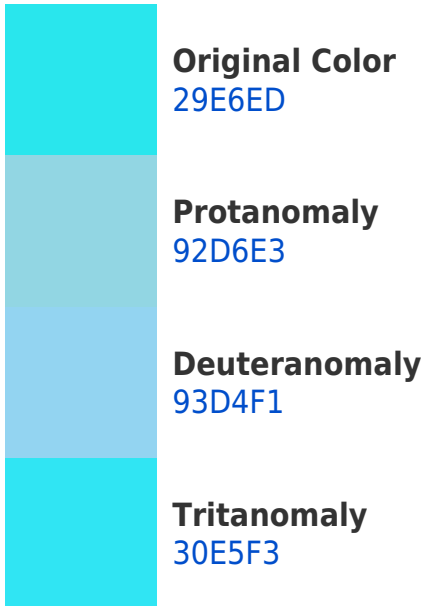 Original Color
29E6ED
Protanomaly
92D6E3
Deuteranomaly
93D4F1
Tritanomaly
30E5F3